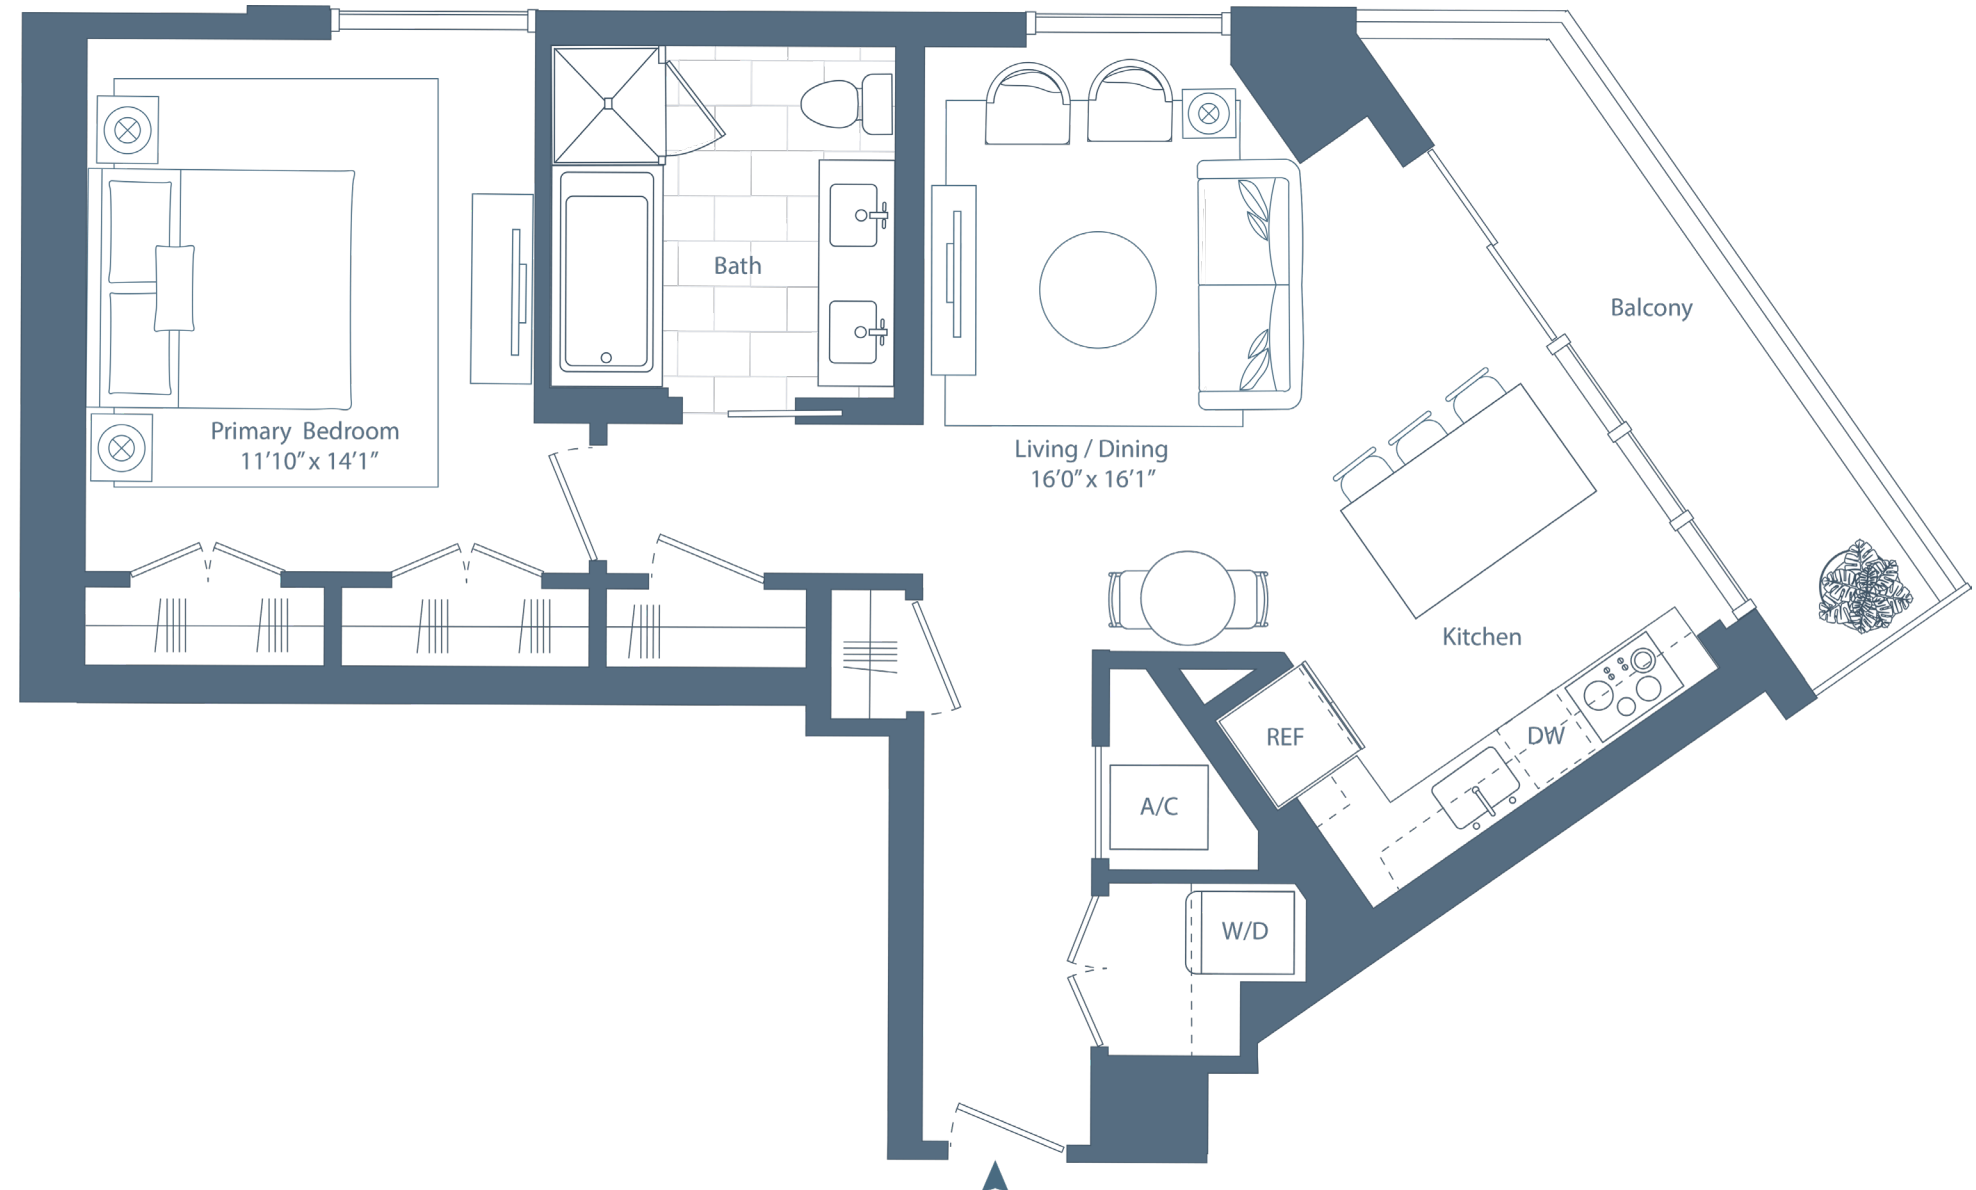 Bath
Balcony
Primary Bedroom
11’10” x 14’1”
Living / Dining
16’0” x 16’1”
Kitchen
REF
DW
A/C
W/D